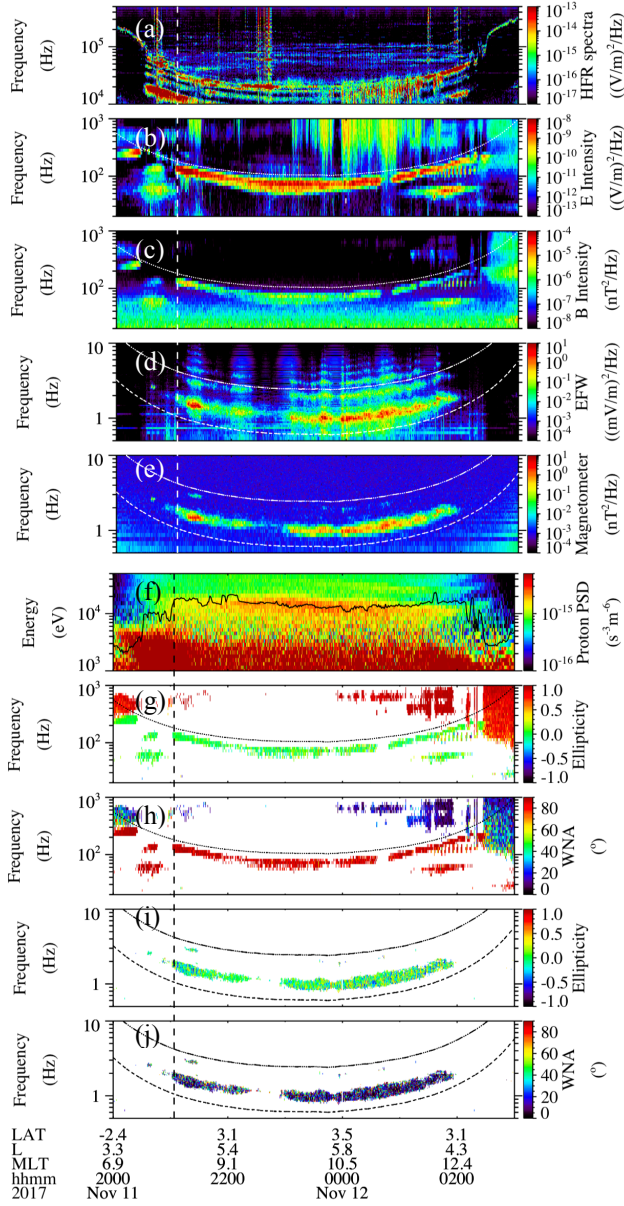 (a)
Frequency
(Hz)
10^5
10^4
10^-13
10^-14
10^-15
10^-16
10^-17
HFR spectra
((V/m)^2/Hz)
(b)
Frequency
(Hz)
10^3
10^2
10^-8
10^-9
10^-10
10^-11
10^-12
10^-13
E Intensity
((V/m)^2/Hz)
(c)
Frequency
(Hz)
10^3
10^2
10^-4
10^-5
10^-6
10^-7
10^-8
B Intensity
(nT^2/Hz)
(d)
Frequency
(Hz)
10
1
10^1
10^0
10^-1
10^-2
10^-3
10^-4
EFW
((mV/m)^2/Hz)
(e)
Frequency
(Hz)
10
1
10^1
10^0
10^-1
10^-2
10^-3
10^-4
Magnetometer
(nT^2/Hz)
(f)
Energy
(eV)
10^4
10^3
10^-15
10^-16
Proton PSD
(s^-3 m^-6)
(g)
Frequency
(Hz)
10^3
10^2
1.0
0.5
0.0
-0.5
-1.0
Ellipticity
(h)
Frequency
(Hz)
10^3
10^2
80
60
40
20
0
WNA
(°)
(i)
Frequency
(Hz)
10
1
1.0
0.5
0.0
-0.5
-1.0
Ellipticity
(j)
Frequency
(Hz)
10
1
80
60
40
20
0
WNA
(°)
LAT -2.4 3.1 3.5 3.1
L 3.3 5.4 5.8 4.3
MLT 6.9 9.1 10.5 12.4
hhmm 2000 2200 0000 0200
2017 Nov 11 Nov 12